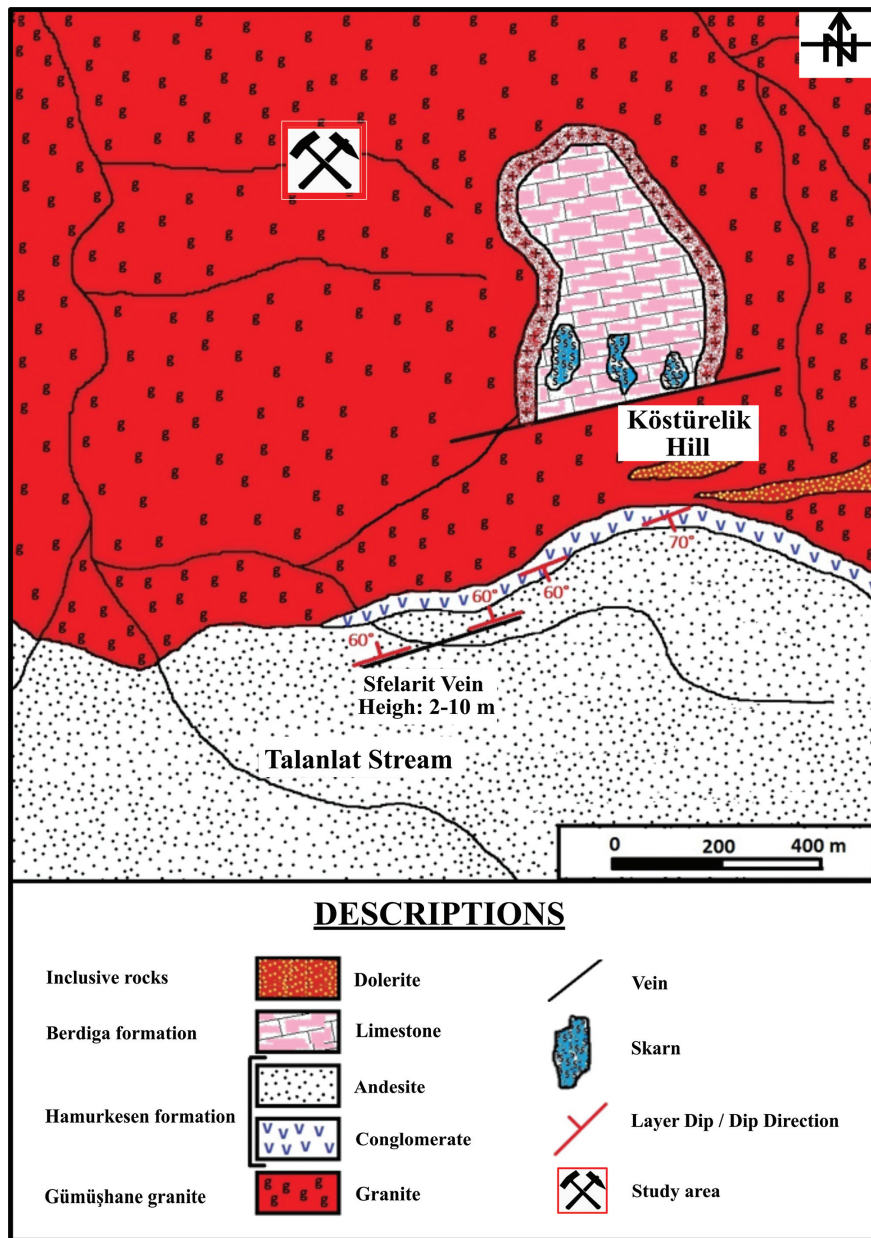 N
Köstürelik
Hill
70°
60°
60°
60°
Sfelarit Vein
Heigh: 2-10 m
Talanlat Stream
0 200 400 m
DESCRIPTIONS
Inclusive rocks
Dolerite
Berdiga formation
Limestone
Hamurkesen formation
Andesite
Conglomerate
Gümüşhane granite
Granite
Vein
Skarn
Layer Dip / Dip Direction
Study area